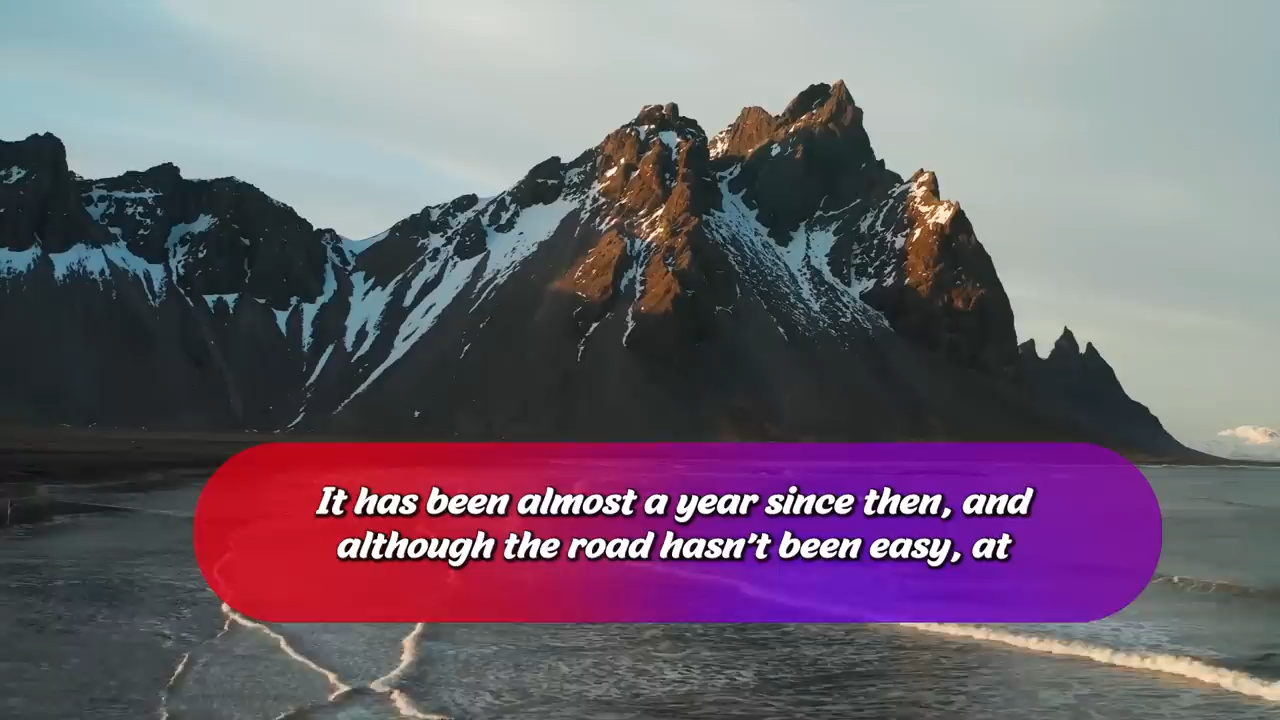 It has been almost a year since then, and
although the road hasn't been easy, at